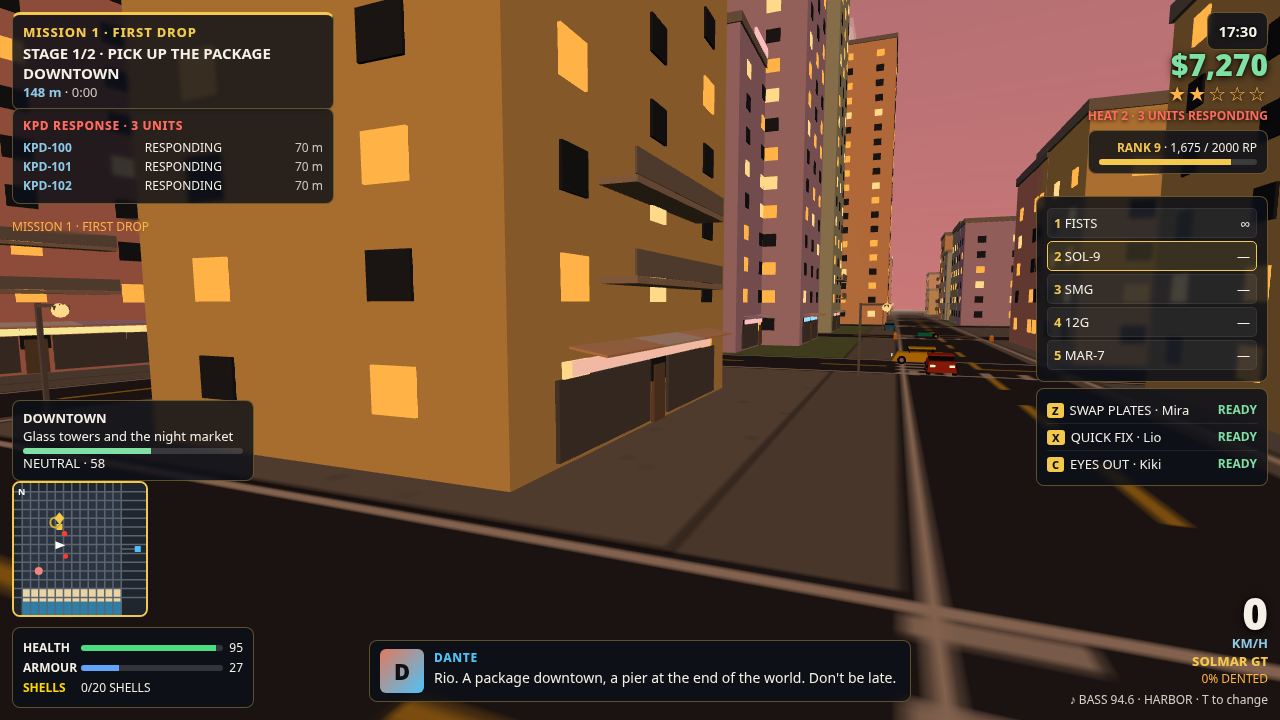 MISSION 1 · FIRST DROP
STAGE 1/2 · PICK UP THE PACKAGE
DOWNTOWN
148 m · 0:00
KPD RESPONSE · 3 UNITS
KPD-100 RESPONDING 70 m
KPD-101 RESPONDING 70 m
KPD-102 RESPONDING 70 m
MISSION 1 · FIRST DROP
17:30
$7,270
★★☆☆☆
HEAT 2 · 3 UNITS RESPONDING
RANK 9 · 1,675 / 2000 RP
1 FISTS ∞
2 SOL-9 —
3 SMG —
4 12G —
5 MAR-7 —
Z SWAP PLATES · Mira READY
X QUICK FIX · Lio READY
C EYES OUT · Kiki READY
DOWNTOWN
Glass towers and the night market
NEUTRAL · 58
N
HEALTH 95
ARMOUR 27
SHELLS 0/20 SHELLS
D
DANTE
Rio. A package downtown, a pier at the end of the world. Don't be late.
0
KM/H
SOLMAR GT
0% DENTED
♪ BASS 94.6 · HARBOR · T to change